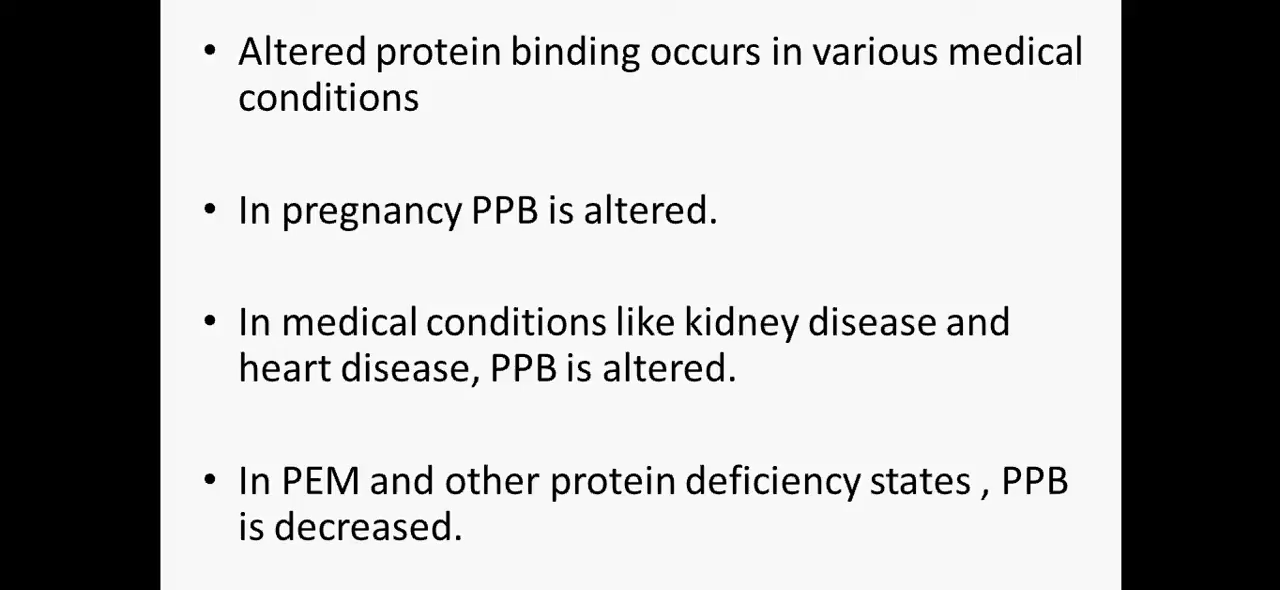 • Altered protein binding occurs in various medical
conditions
• In pregnancy PPB is altered.
• In medical conditions like kidney disease and
heart disease, PPB is altered.
• In PEM and other protein deficiency states , PPB
is decreased.